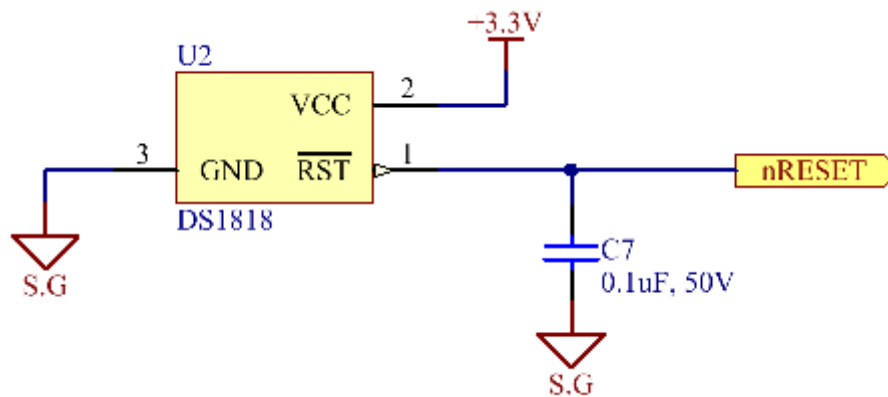 +3.3V
U2
VCC
2
3
GND
RST
1
nRESET
DS1818
S.G
C7
0.1uF, 50V
S.G